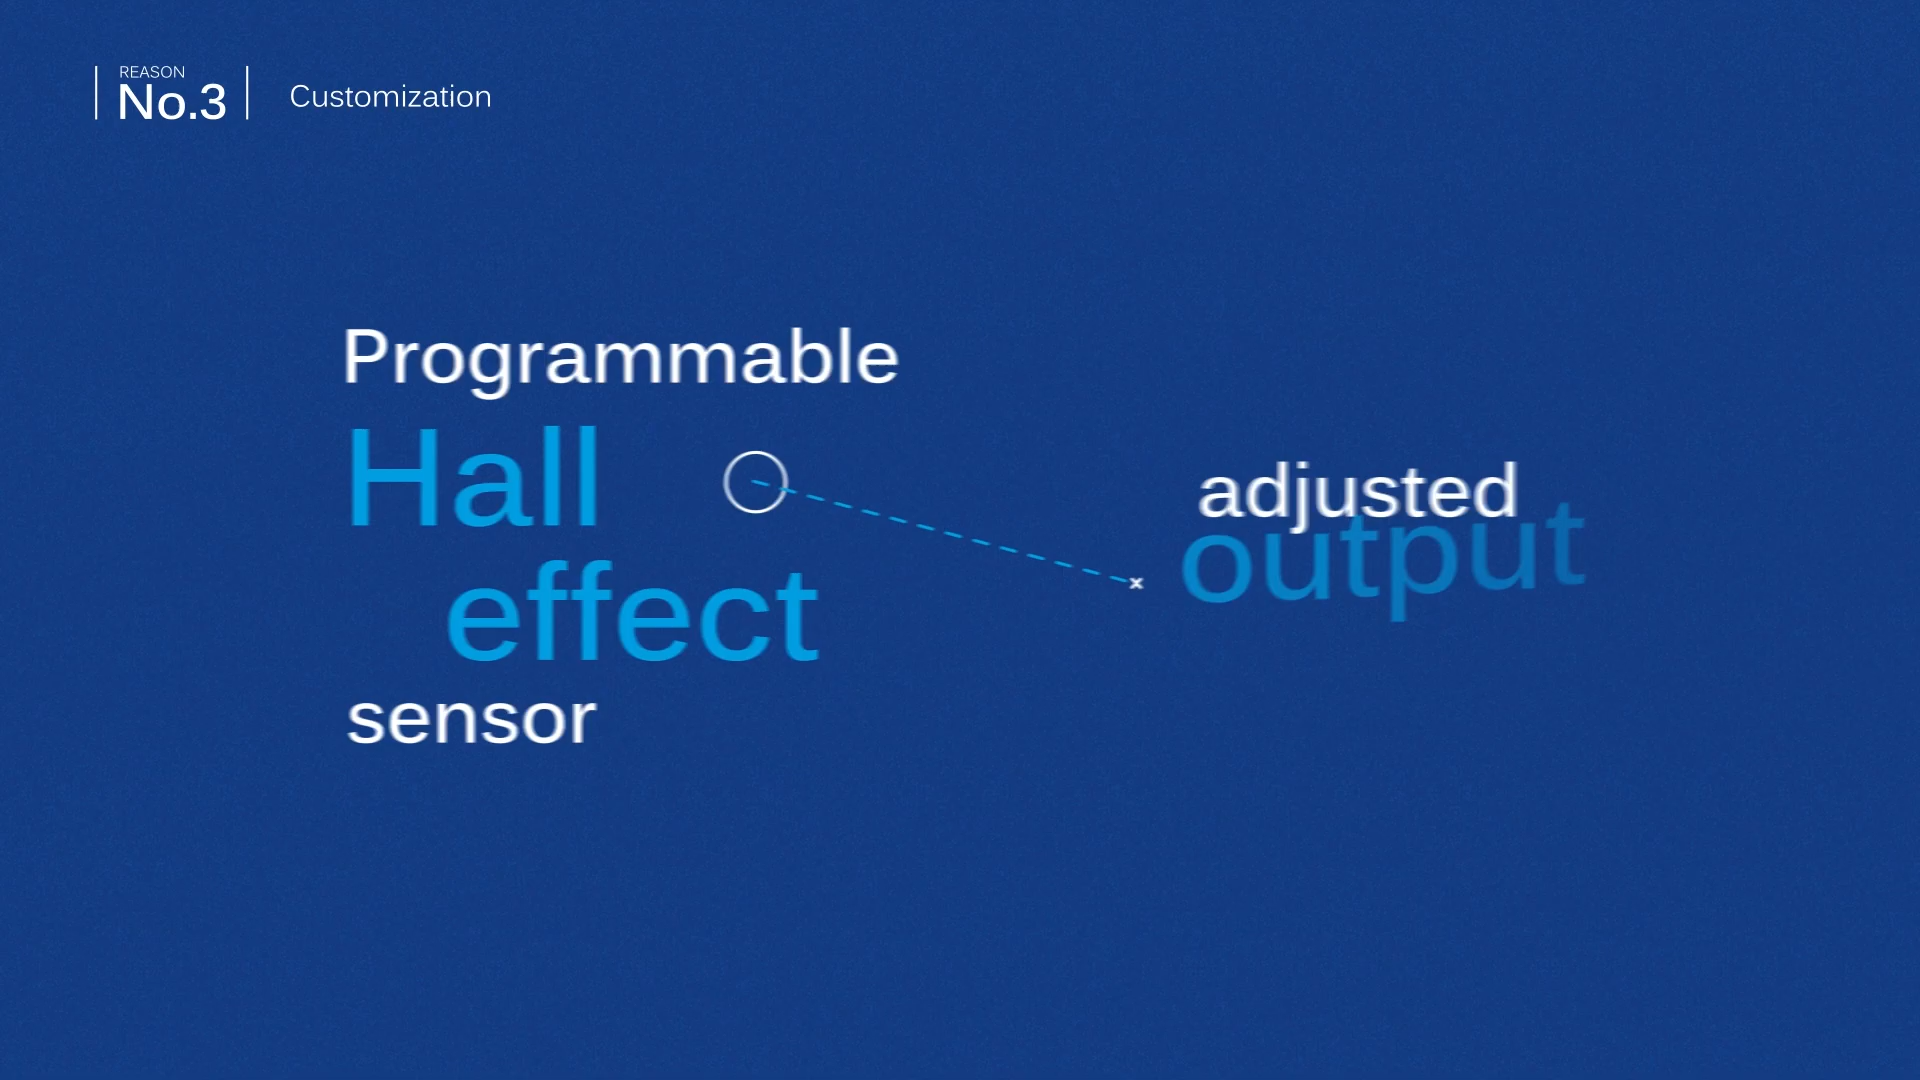 REASON
No.3
Customization
Programmable
Hall
effect
sensor
adjusted
output